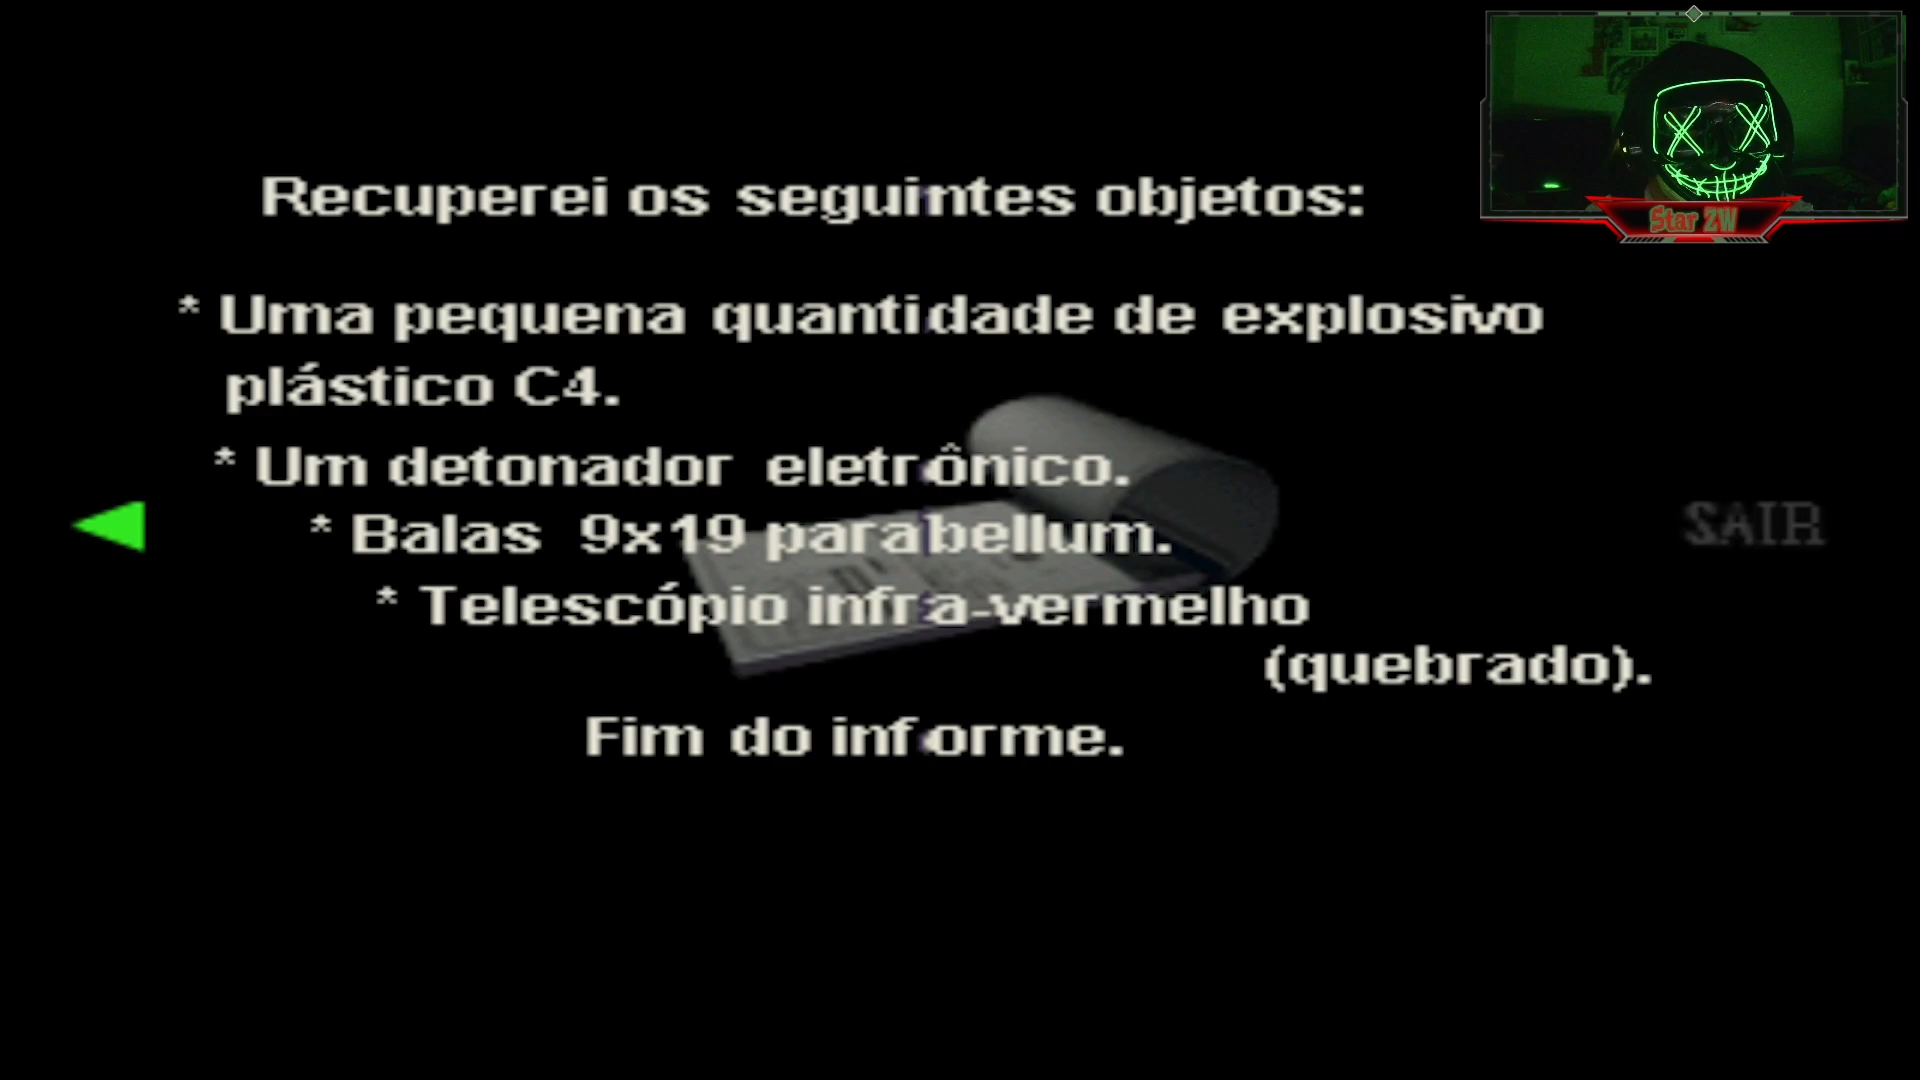 Star ZW
Recuperei os seguintes objetos:
* Uma pequena quantidade de explosivo
plástico C4.
* Um detonador eletrônico.
* Balas 9x19 parabellum.
* Telescópio infra-vermelho
(quebrado).
Fim do informe.
SAIR